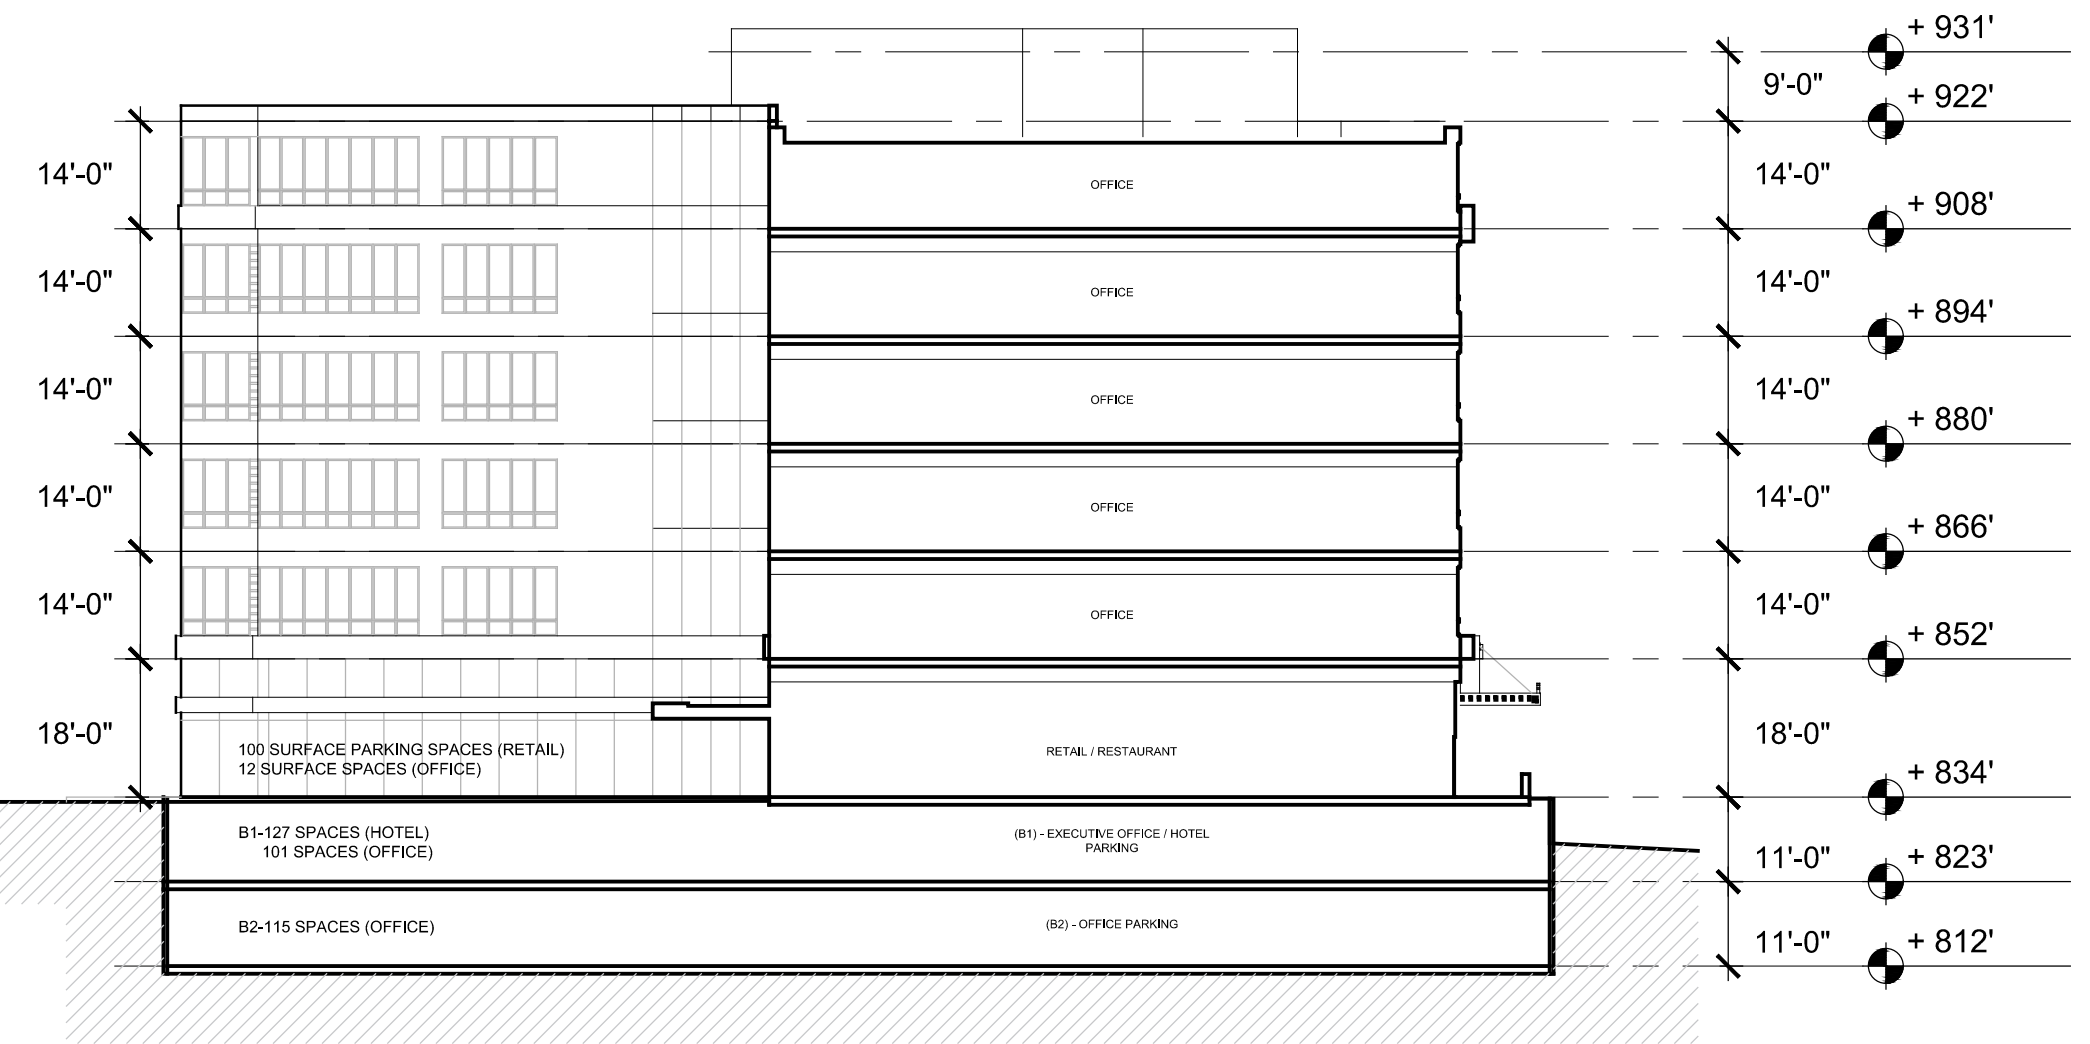 + 931'
9'-0"
+ 922'
14'-0"
OFFICE
14'-0"
+ 908'
14'-0"
OFFICE
14'-0"
+ 894'
14'-0"
OFFICE
14'-0"
+ 880'
14'-0"
OFFICE
14'-0"
+ 866'
14'-0"
OFFICE
14'-0"
+ 852'
18'-0"
100 SURFACE PARKING SPACES (RETAIL)
12 SURFACE SPACES (OFFICE)
RETAIL / RESTAURANT
18'-0"
+ 834'
B1-127 SPACES (HOTEL)
101 SPACES (OFFICE)
(B1) - EXECUTIVE OFFICE / HOTEL
PARKING
11'-0"
+ 823'
B2-115 SPACES (OFFICE)
(B2) - OFFICE PARKING
11'-0"
+ 812'